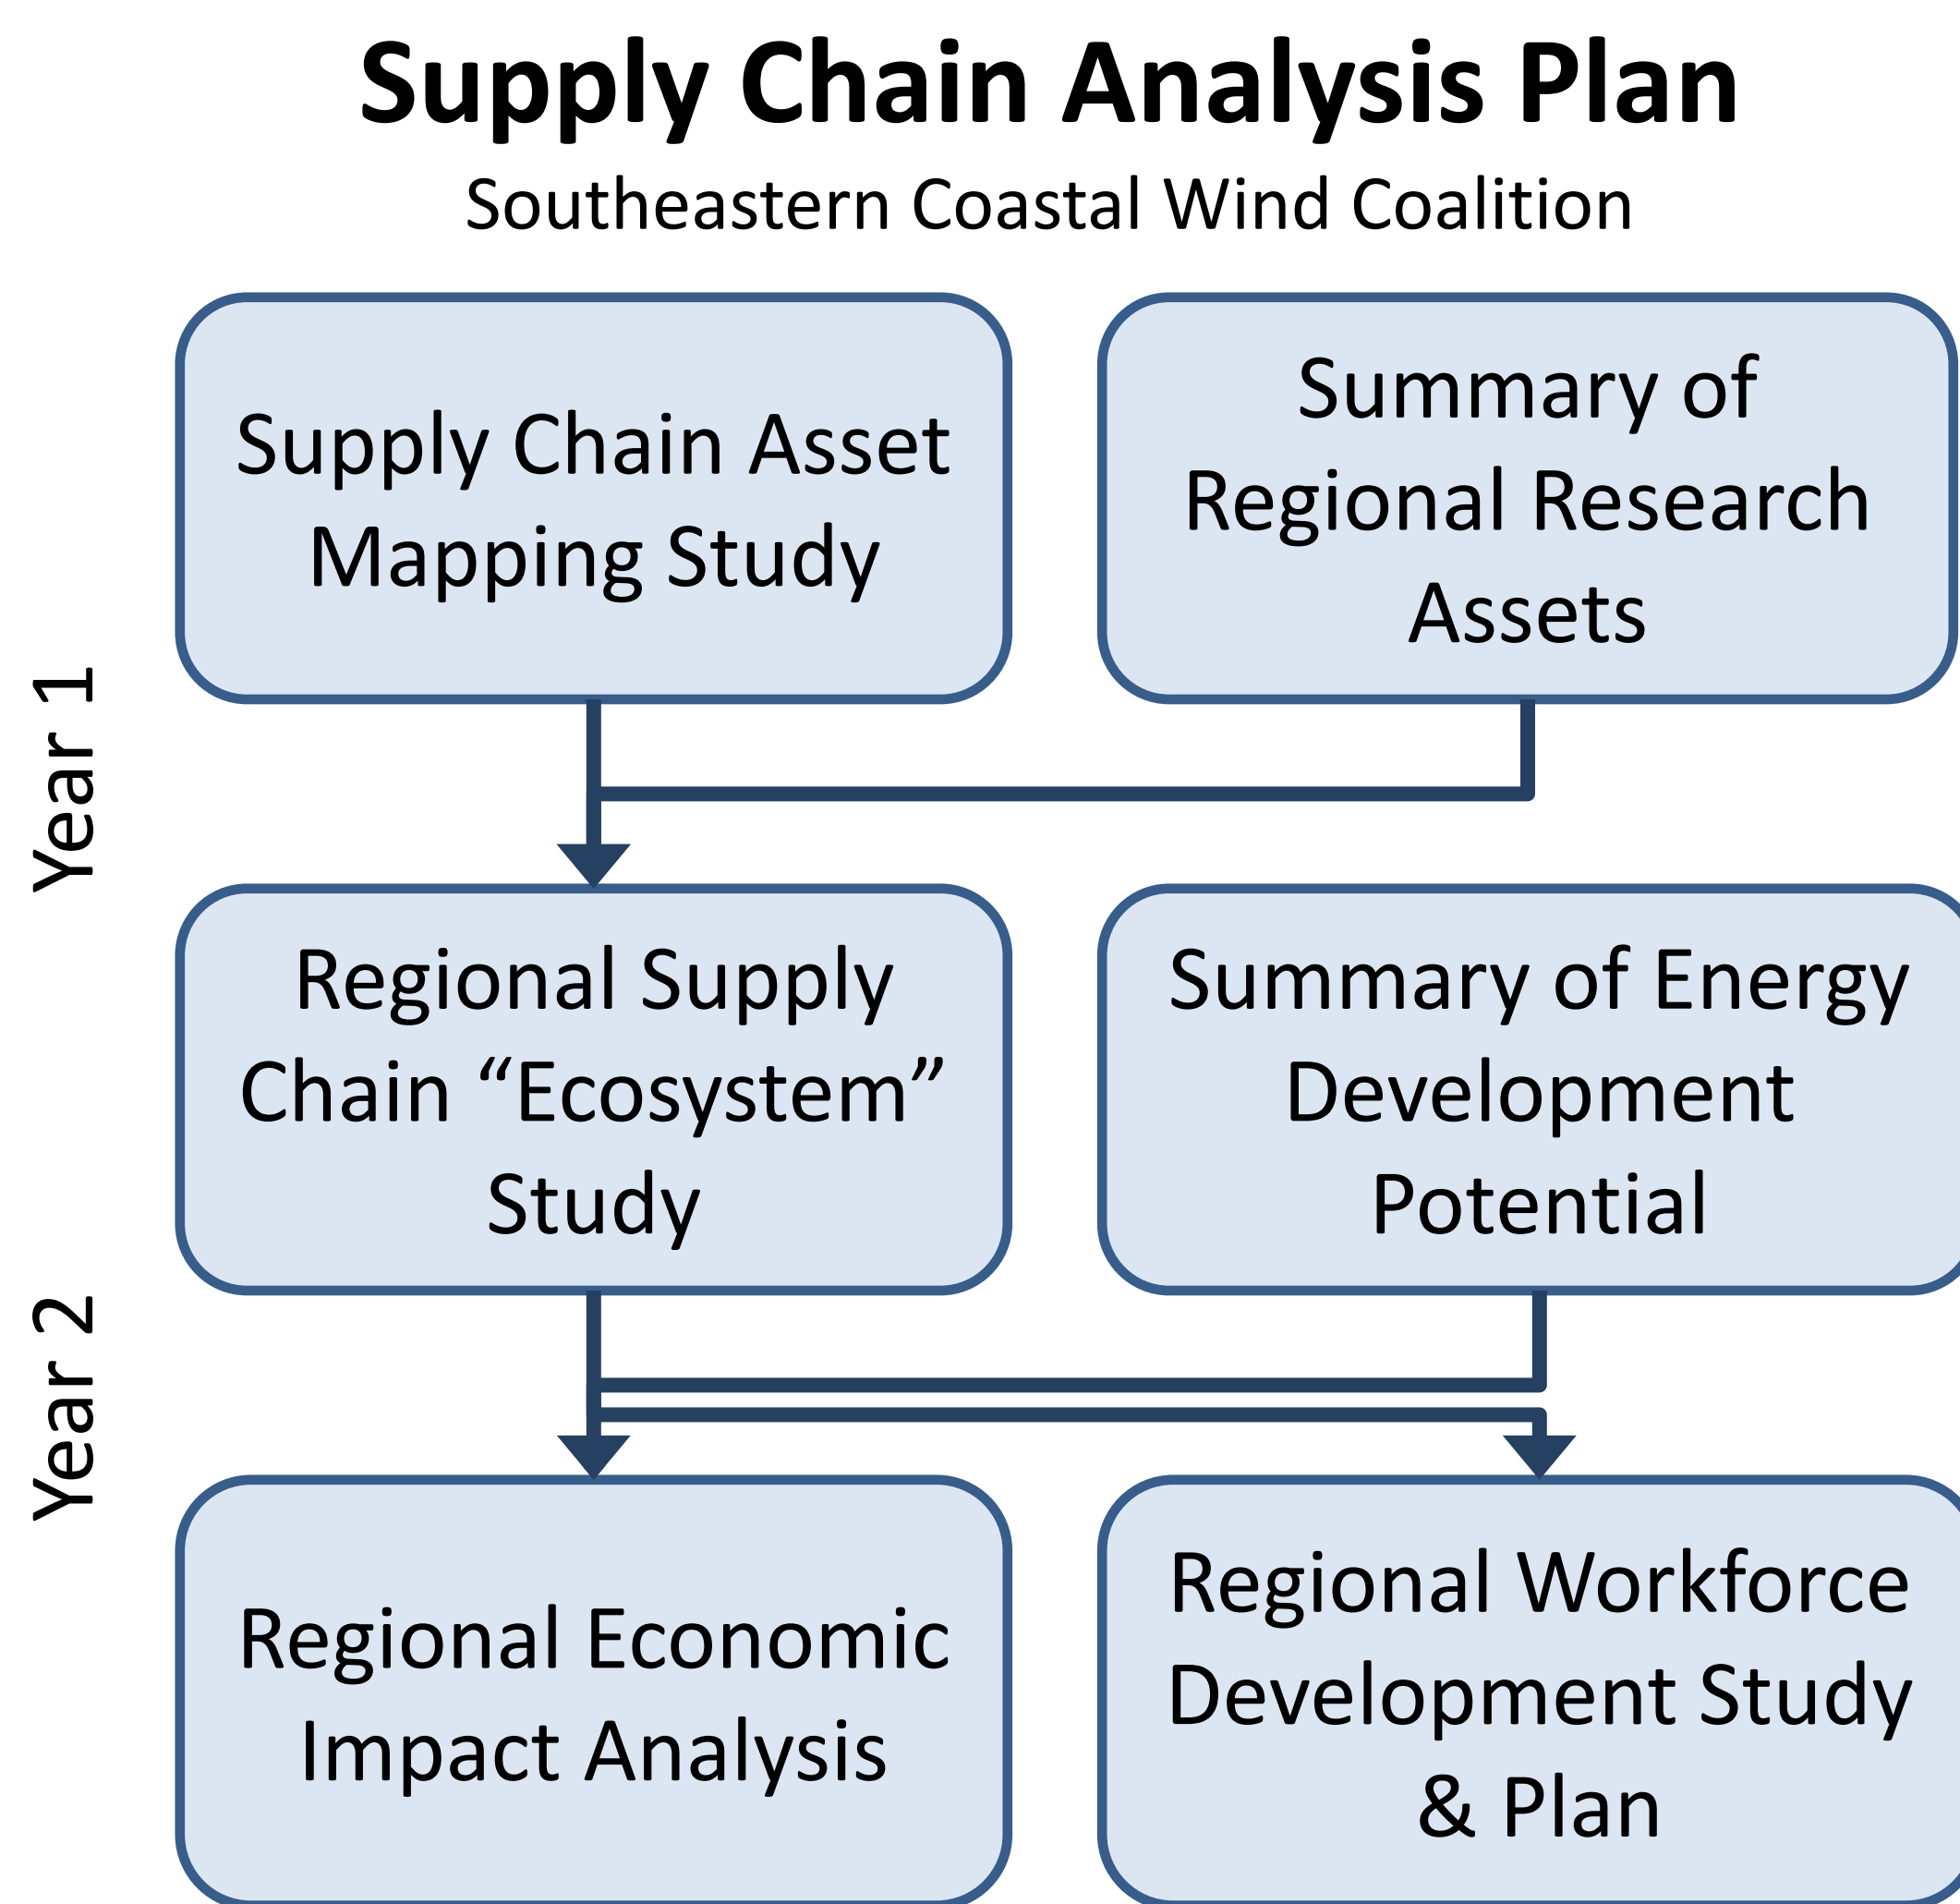 Supply Chain Analysis Plan
Southeastern Coastal Wind Coalition
Supply Chain Asset
Mapping Study
Summary of
Regional Research
Assets
Year 1
Regional Supply
Chain “Ecosystem”
Study
Summary of Energy
Development
Potential
Year 2
Regional Economic
Impact Analysis
Regional Workforce
Development Study
& Plan